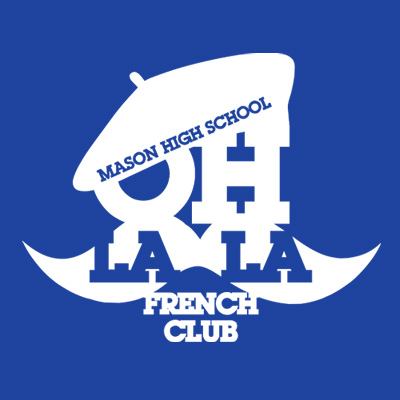 MASON HIGH SCHOOL
OH
LA LA
FRENCH
CLUB